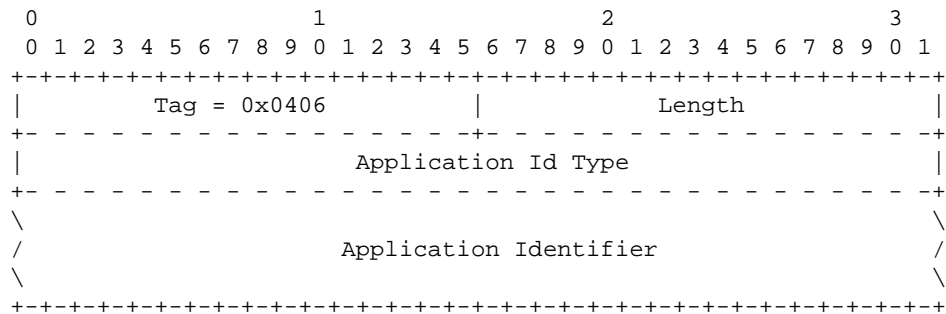 0                   1                   2                   3
 0 1 2 3 4 5 6 7 8 9 0 1 2 3 4 5 6 7 8 9 0 1 2 3 4 5 6 7 8 9 0 1
+-+-+-+-+-+-+-+-+-+-+-+-+-+-+-+-+-+-+-+-+-+-+-+-+-+-+-+-+-+-+-+-+
|         Tag = 0x0406          |            Length             |
+- - - - - - - - - - - - - - - -+- - - - - - - - - - - - - - - -+
|                       Application Id Type                     |
+- - - - - - - - - - - - - - - - - - - - - - - - - - - - - - - -+
\                                                               \
/                      Application Identifier                   /
\                                                               \
+-+-+-+-+-+-+-+-+-+-+-+-+-+-+-+-+-+-+-+-+-+-+-+-+-+-+-+-+-+-+-+-+